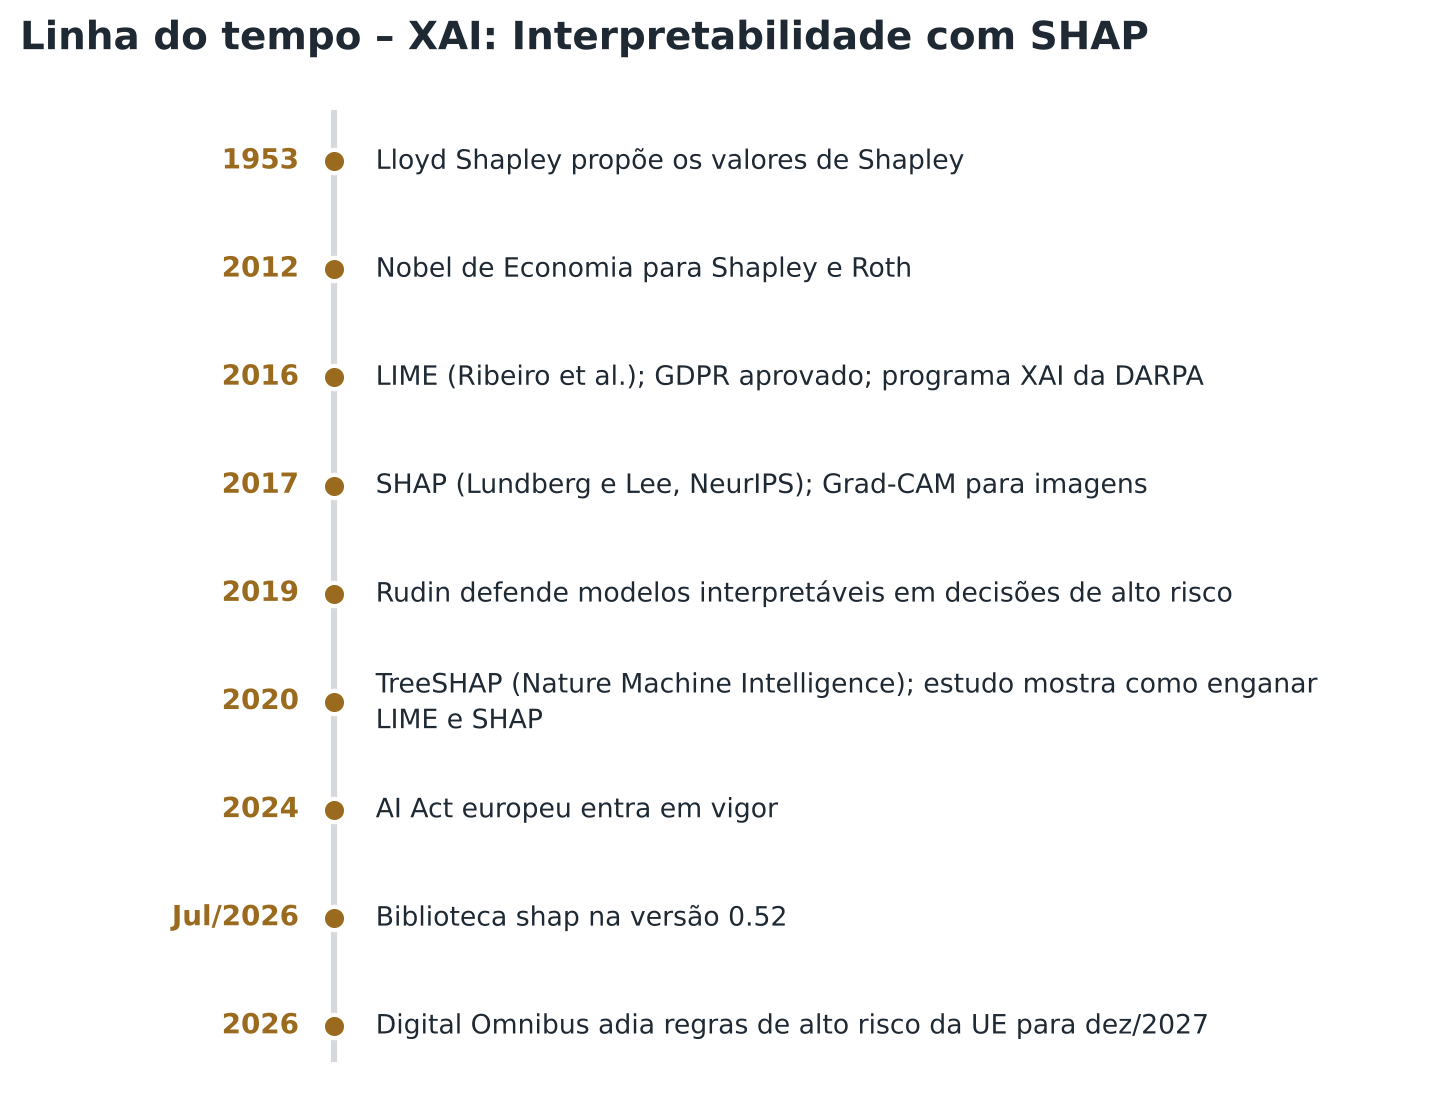 Linha do tempo – XAI: Interpretabilidade com SHAP
1953 Lloyd Shapley propõe os valores de Shapley
2012 Nobel de Economia para Shapley e Roth
2016 LIME (Ribeiro et al.); GDPR aprovado; programa XAI da DARPA
2017 SHAP (Lundberg e Lee, NeurIPS); Grad-CAM para imagens
2019 Rudin defende modelos interpretáveis em decisões de alto risco
2020 TreeSHAP (Nature Machine Intelligence); estudo mostra como enganar
LIME e SHAP
2024 AI Act europeu entra em vigor
Jul/2026 Biblioteca shap na versão 0.52
2026 Digital Omnibus adia regras de alto risco da UE para dez/2027